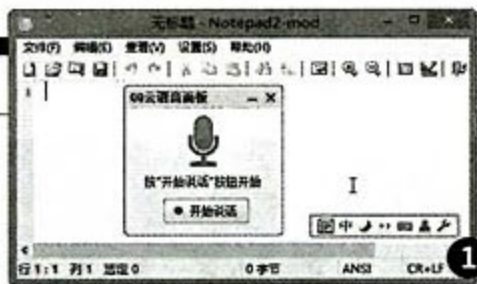 无标题 - Notepad2-mod
文件(F) 编辑(E) 查看(V) 设置(S) 帮助(H)
1
QQ云语音面板
按"开始说话"按钮开始
● 开始说话
中
行 1 : 1 列 1 选定 0 0 字节 ANSI CR+LF
1